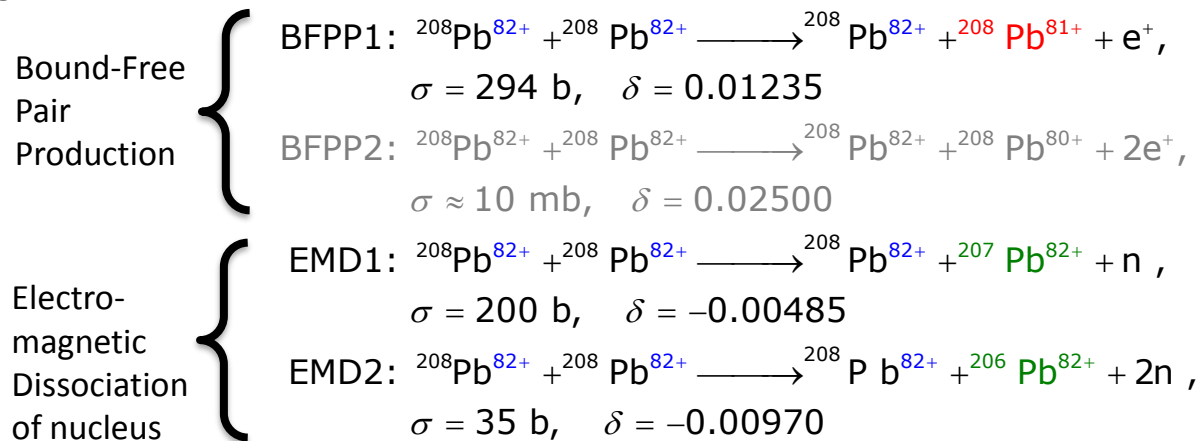 Bound-Free
Pair
Production
BFPP1: ²⁰⁸Pb⁸²⁺ +²⁰⁸ Pb⁸²⁺ ⟶²⁰⁸ Pb⁸²⁺ +²⁰⁸ Pb⁸¹⁺ + e⁺,
σ = 294 b, δ = 0.01235
BFPP2: ²⁰⁸Pb⁸²⁺ +²⁰⁸ Pb⁸²⁺ ⟶²⁰⁸ Pb⁸²⁺ +²⁰⁸ Pb⁸⁰⁺ + 2e⁺,
σ ≈ 10 mb, δ = 0.02500
Electro-
magnetic
Dissociation
of nucleus
EMD1: ²⁰⁸Pb⁸²⁺ +²⁰⁸ Pb⁸²⁺ ⟶²⁰⁸ Pb⁸²⁺ +²⁰⁷ Pb⁸²⁺ + n ,
σ = 200 b, δ = −0.00485
EMD2: ²⁰⁸Pb⁸²⁺ +²⁰⁸ Pb⁸²⁺ ⟶²⁰⁸ P b⁸²⁺ +²⁰⁶ Pb⁸²⁺ + 2n ,
σ = 35 b, δ = −0.00970